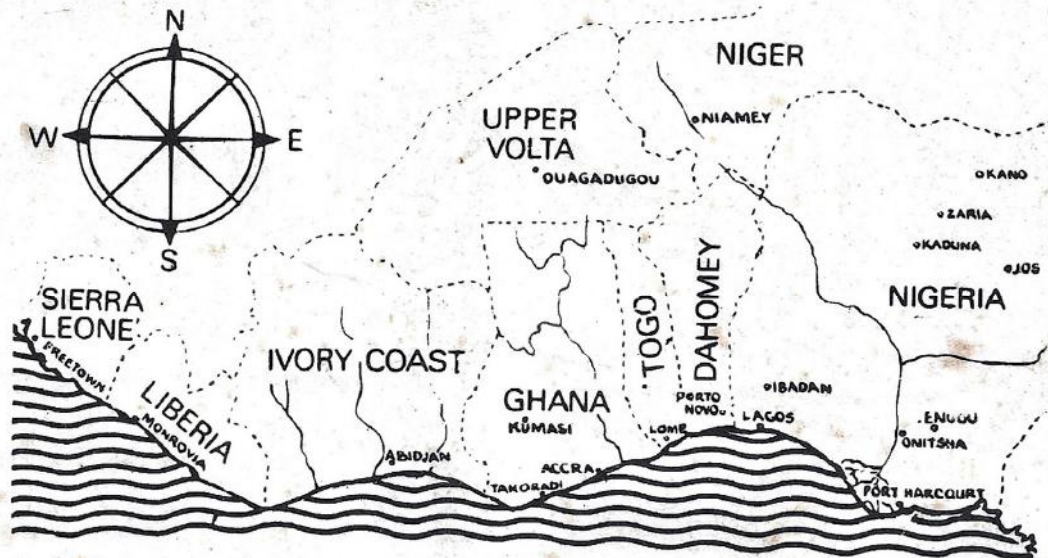 N
W
E
S
NIGER
NIAMEY
UPPER
VOLTA
OUAGADUGOU
KANO
ZARIA
KADUNA
JOS
NIGERIA
SIERRA
LEONE
FREETOWN
LIBERIA
MONROVIA
IVORY COAST
ABIDJAN
GHANA
KUMASI
ACCRA
TAKORADI
TOGO
LOME
DAHOMEY
PORTO
NOVO
IBADAN
LAGOS
ENUGU
ONITSHA
PORT HARCOURT